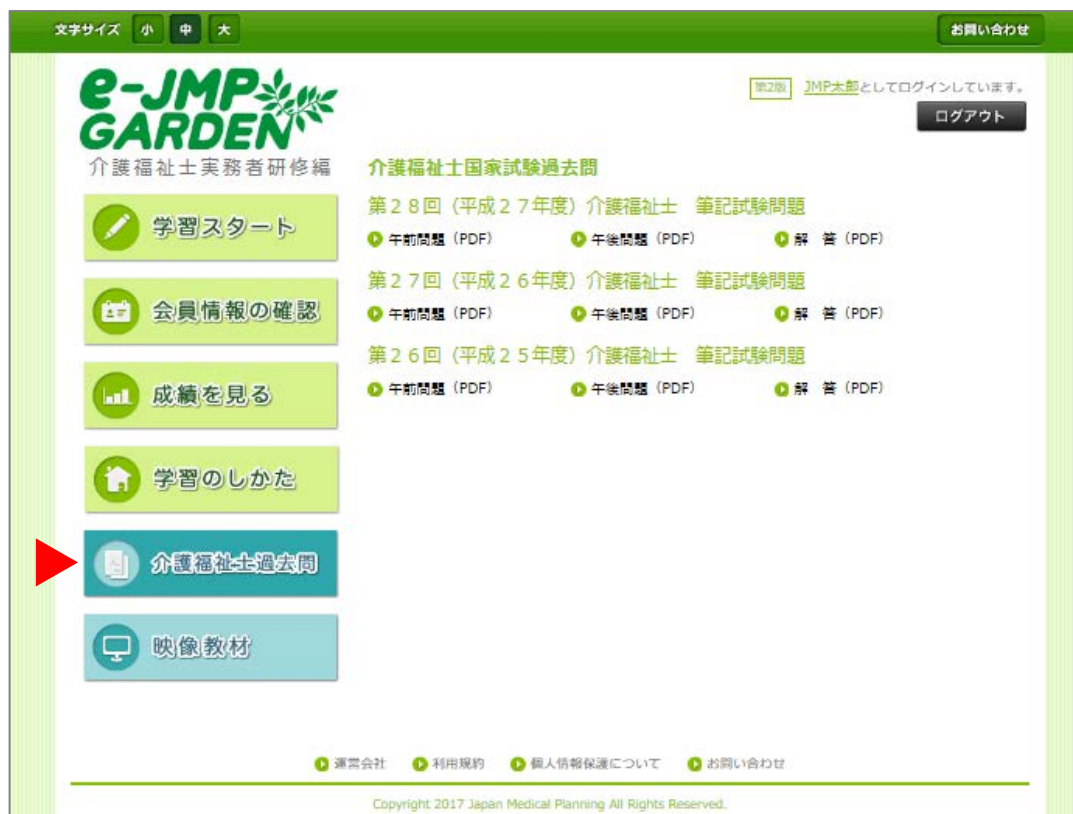 文字サイズ 小 中 大 お問い合わせ
e-JMP
GARDEN
介護福祉士実務者研修編
第2版 JMP太郎としてログインしています。
ログアウト
学習スタート
会員情報の確認
成績を見る
学習のしかた
介護福祉士過去問
映像教材
介護福祉士国家試験過去問
第28回（平成27年度）介護福祉士　筆記試験問題
午前問題（PDF） 午後問題（PDF） 解　答（PDF）
第27回（平成26年度）介護福祉士　筆記試験問題
午前問題（PDF） 午後問題（PDF） 解　答（PDF）
第26回（平成25年度）介護福祉士　筆記試験問題
午前問題（PDF） 午後問題（PDF） 解　答（PDF）
運営会社 利用規約 個人情報保護について お問い合わせ
Copyright 2017 Japan Medical Planning All Rights Reserved.